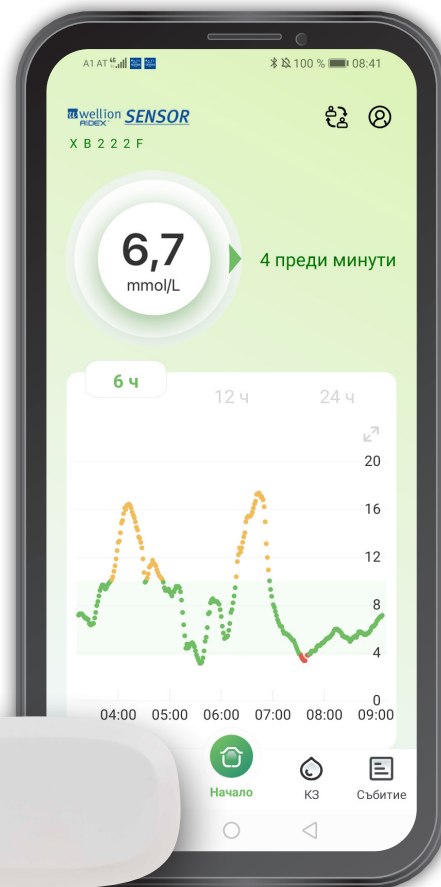 A1 AT 100 % 08:41
wellion SENSOR
RIDEX
X B 2 2 2 F
6,7
mmol/L
4 преди минути
6 ч 12 ч 24 ч
20
16
12
8
4
0
04:00 05:00 06:00 07:00 08:00 09:00
Начало КЗ Събитие